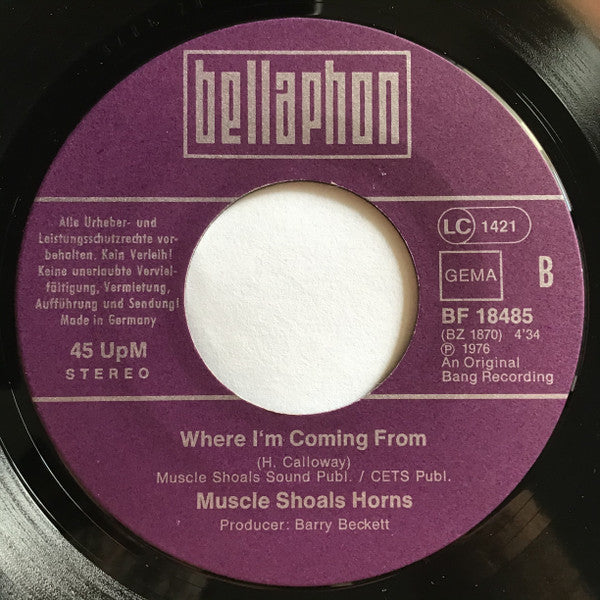 bellaphon
Alle Urheber- und
Leistungsschutzrechte vor-
behalten. Kein Verleih!
Keine unerlaubte Verviel-
fältigung, Vermietung,
Aufführung und Sendung!
Made in Germany
45 UpM
STEREO
LC 1421
GEMA B
BF 18485
(BZ 1870) 4'34
℗ 1976
An Original
Bang Recording
Where I'm Coming From
(H. Calloway)
Muscle Shoals Sound Publ. / CETS Publ.
Muscle Shoals Horns
Producer: Barry Beckett